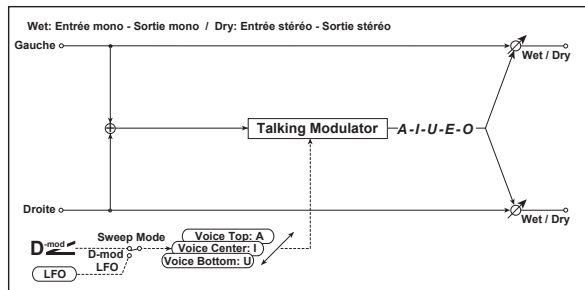 Wet: Entrée mono - Sortie mono / Dry: Entrée stéréo - Sortie stéréo
Gauche
Wet / Dry
Talking Modulator
A-I-U-E-O
Droite
Wet / Dry
Sweep Mode
Voice Top: A
D-mod
Voice Center: I
D-mod
LFO
Voice Bottom: U
LFO